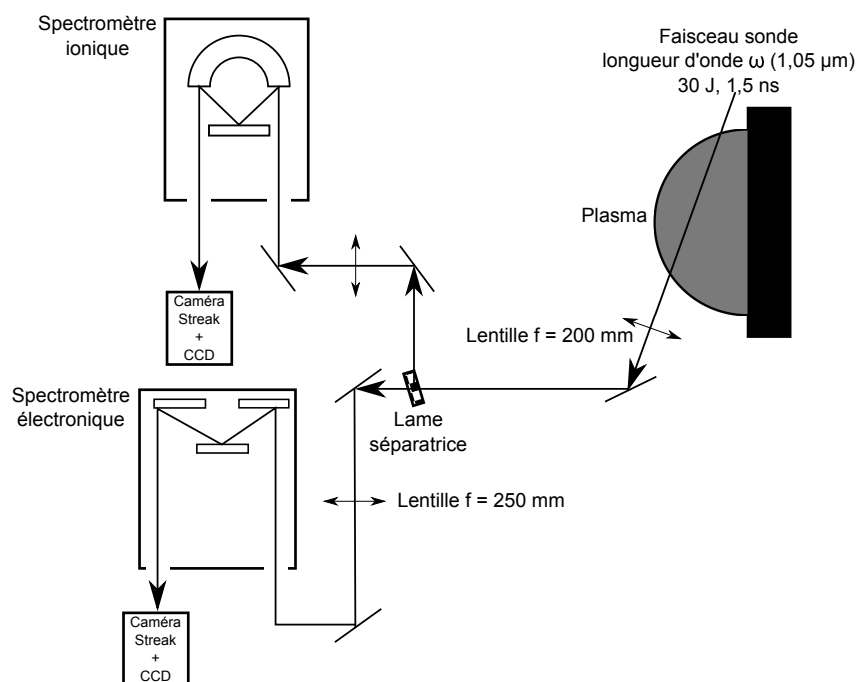 Spectromètre
ionique
Faisceau sonde
longueur d'onde ω (1,05 µm)
30 J, 1,5 ns
Plasma
Caméra
Streak
+
CCD
Lentille f = 200 mm
Spectromètre
électronique
Lame
séparatrice
Lentille f = 250 mm
Caméra
Streak
+
CCD